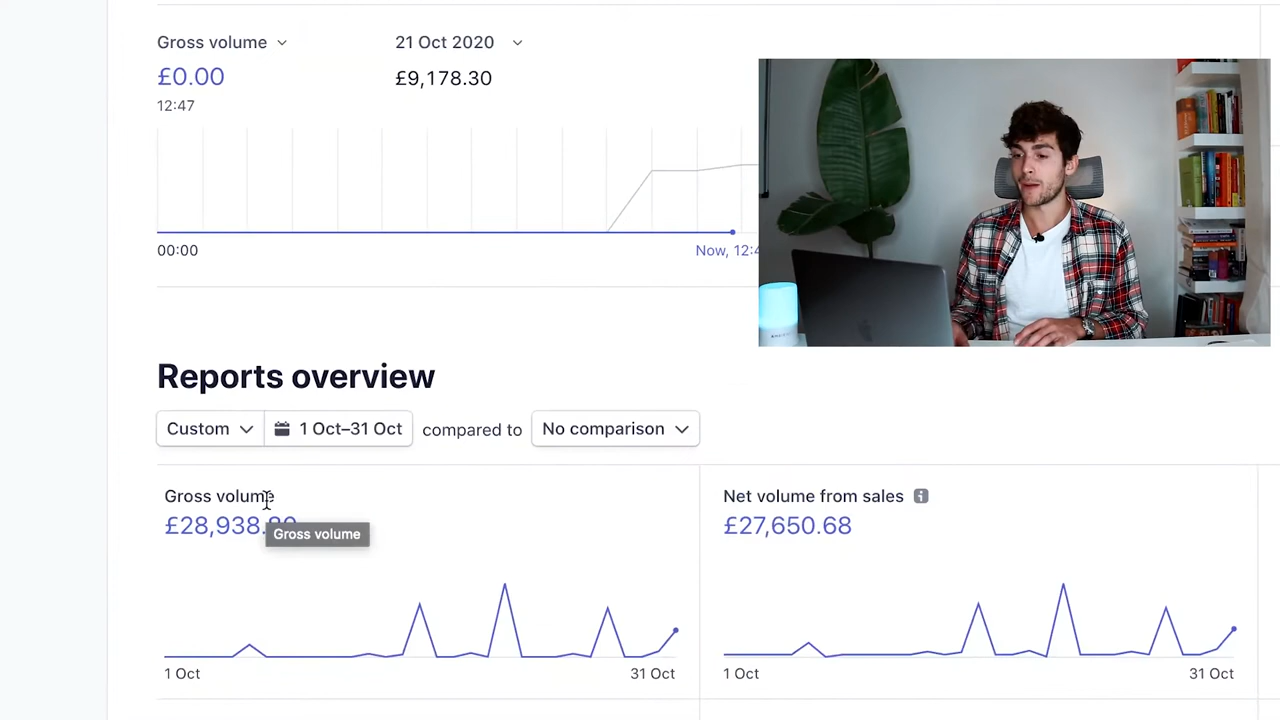 Gross volume
21 Oct 2020
£0.00
£9,178.30
12:47
00:00
Now, 12:4
Reports overview
Custom
1 Oct–31 Oct
compared to
No comparison
Gross volume
£28,938.
Gross volume
1 Oct
31 Oct
Net volume from sales
£27,650.68
1 Oct
31 Oct